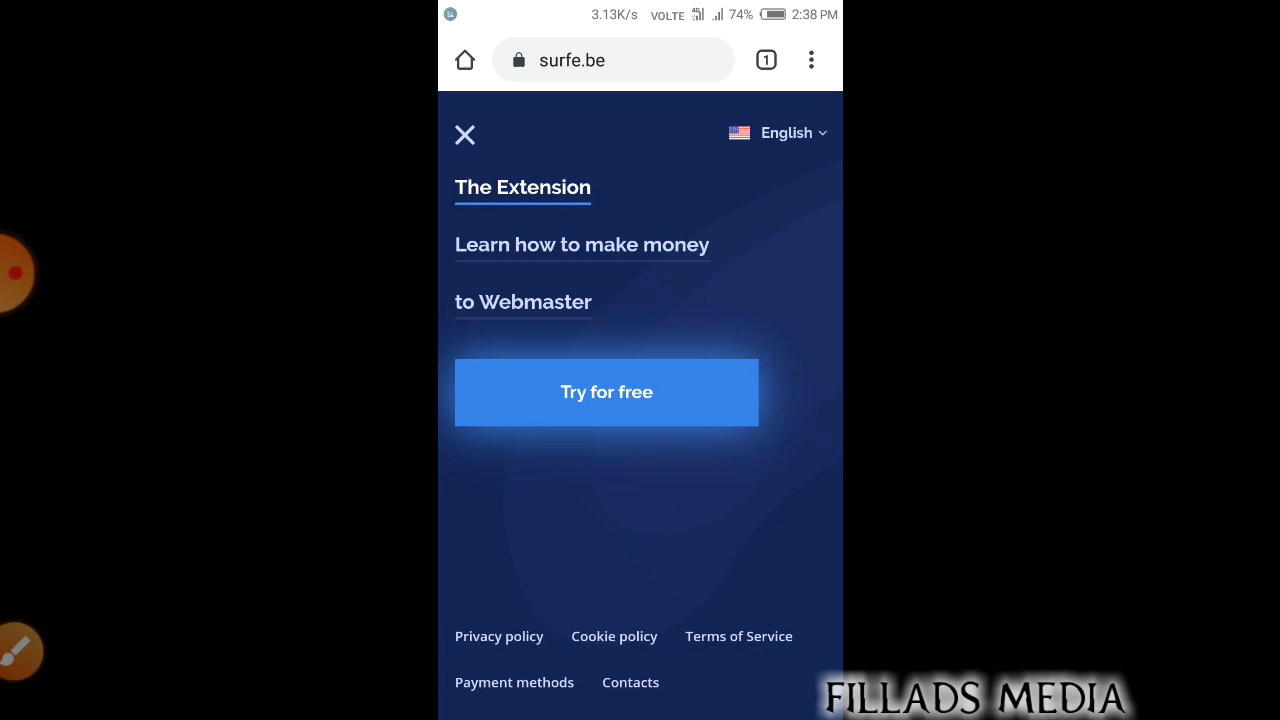 3.13K/s VOLTE 4G 74% 2:38 PM
surfe.be 1
English
The Extension
Learn how to make money
to Webmaster
Try for free
Privacy policy Cookie policy Terms of Service
Payment methods Contacts
FILLADS MEDIA